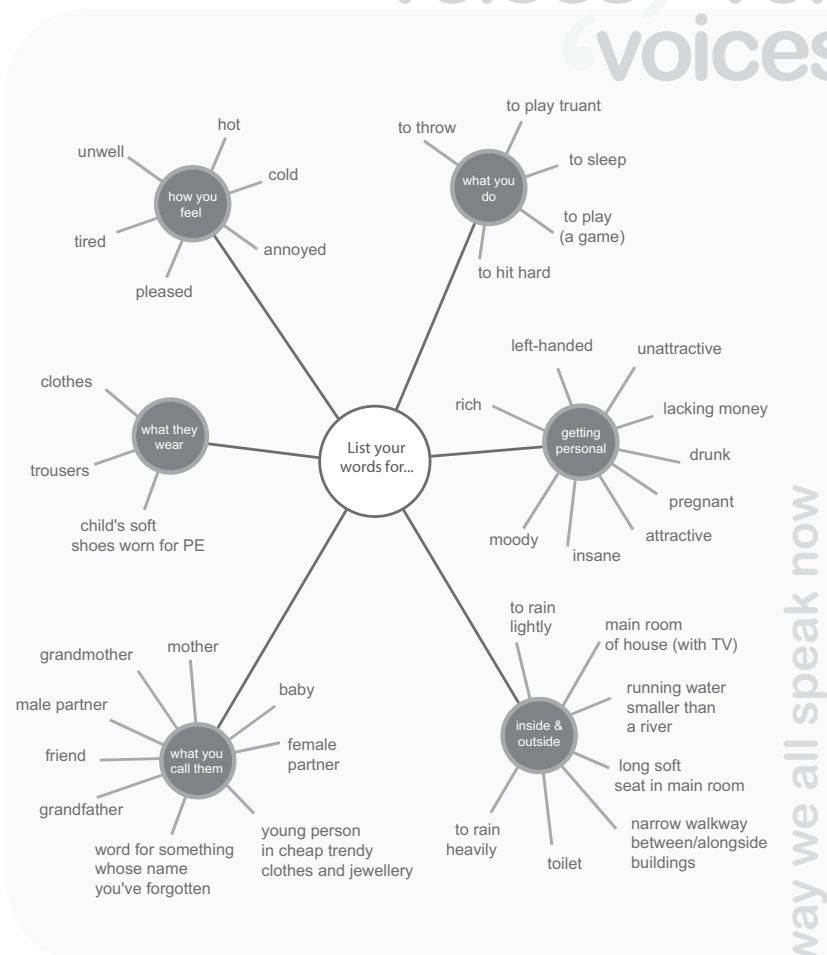 'voices
hot
unwell
cold
how you
feel
tired
annoyed
pleased
to play truant
to throw
to sleep
what you
do
to play
(a game)
to hit hard
clothes
what they
wear
trousers
child's soft
shoes worn for PE
List your
words for...
left-handed
unattractive
rich
lacking money
getting
personal
drunk
pregnant
moody
attractive
insane
mother
grandmother
baby
male partner
friend
what you
call them
female
partner
grandfather
word for something
whose name
you've forgotten
young person
in cheap trendy
clothes and jewellery
to rain
lightly
main room
of house (with TV)
running water
smaller than
a river
inside &
outside
long soft
seat in main room
narrow walkway
between/alongside
buildings
to rain
heavily
toilet
way we all speak now